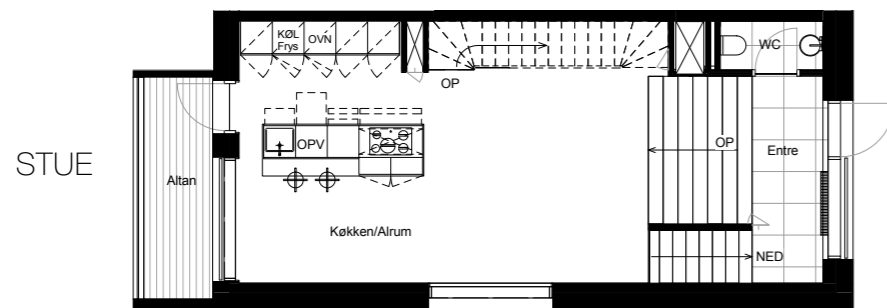 KØL
Frys
OVN
WC
OP
OPV
OP
Entre
STUE
Altan
Køkken/Alrum
NED